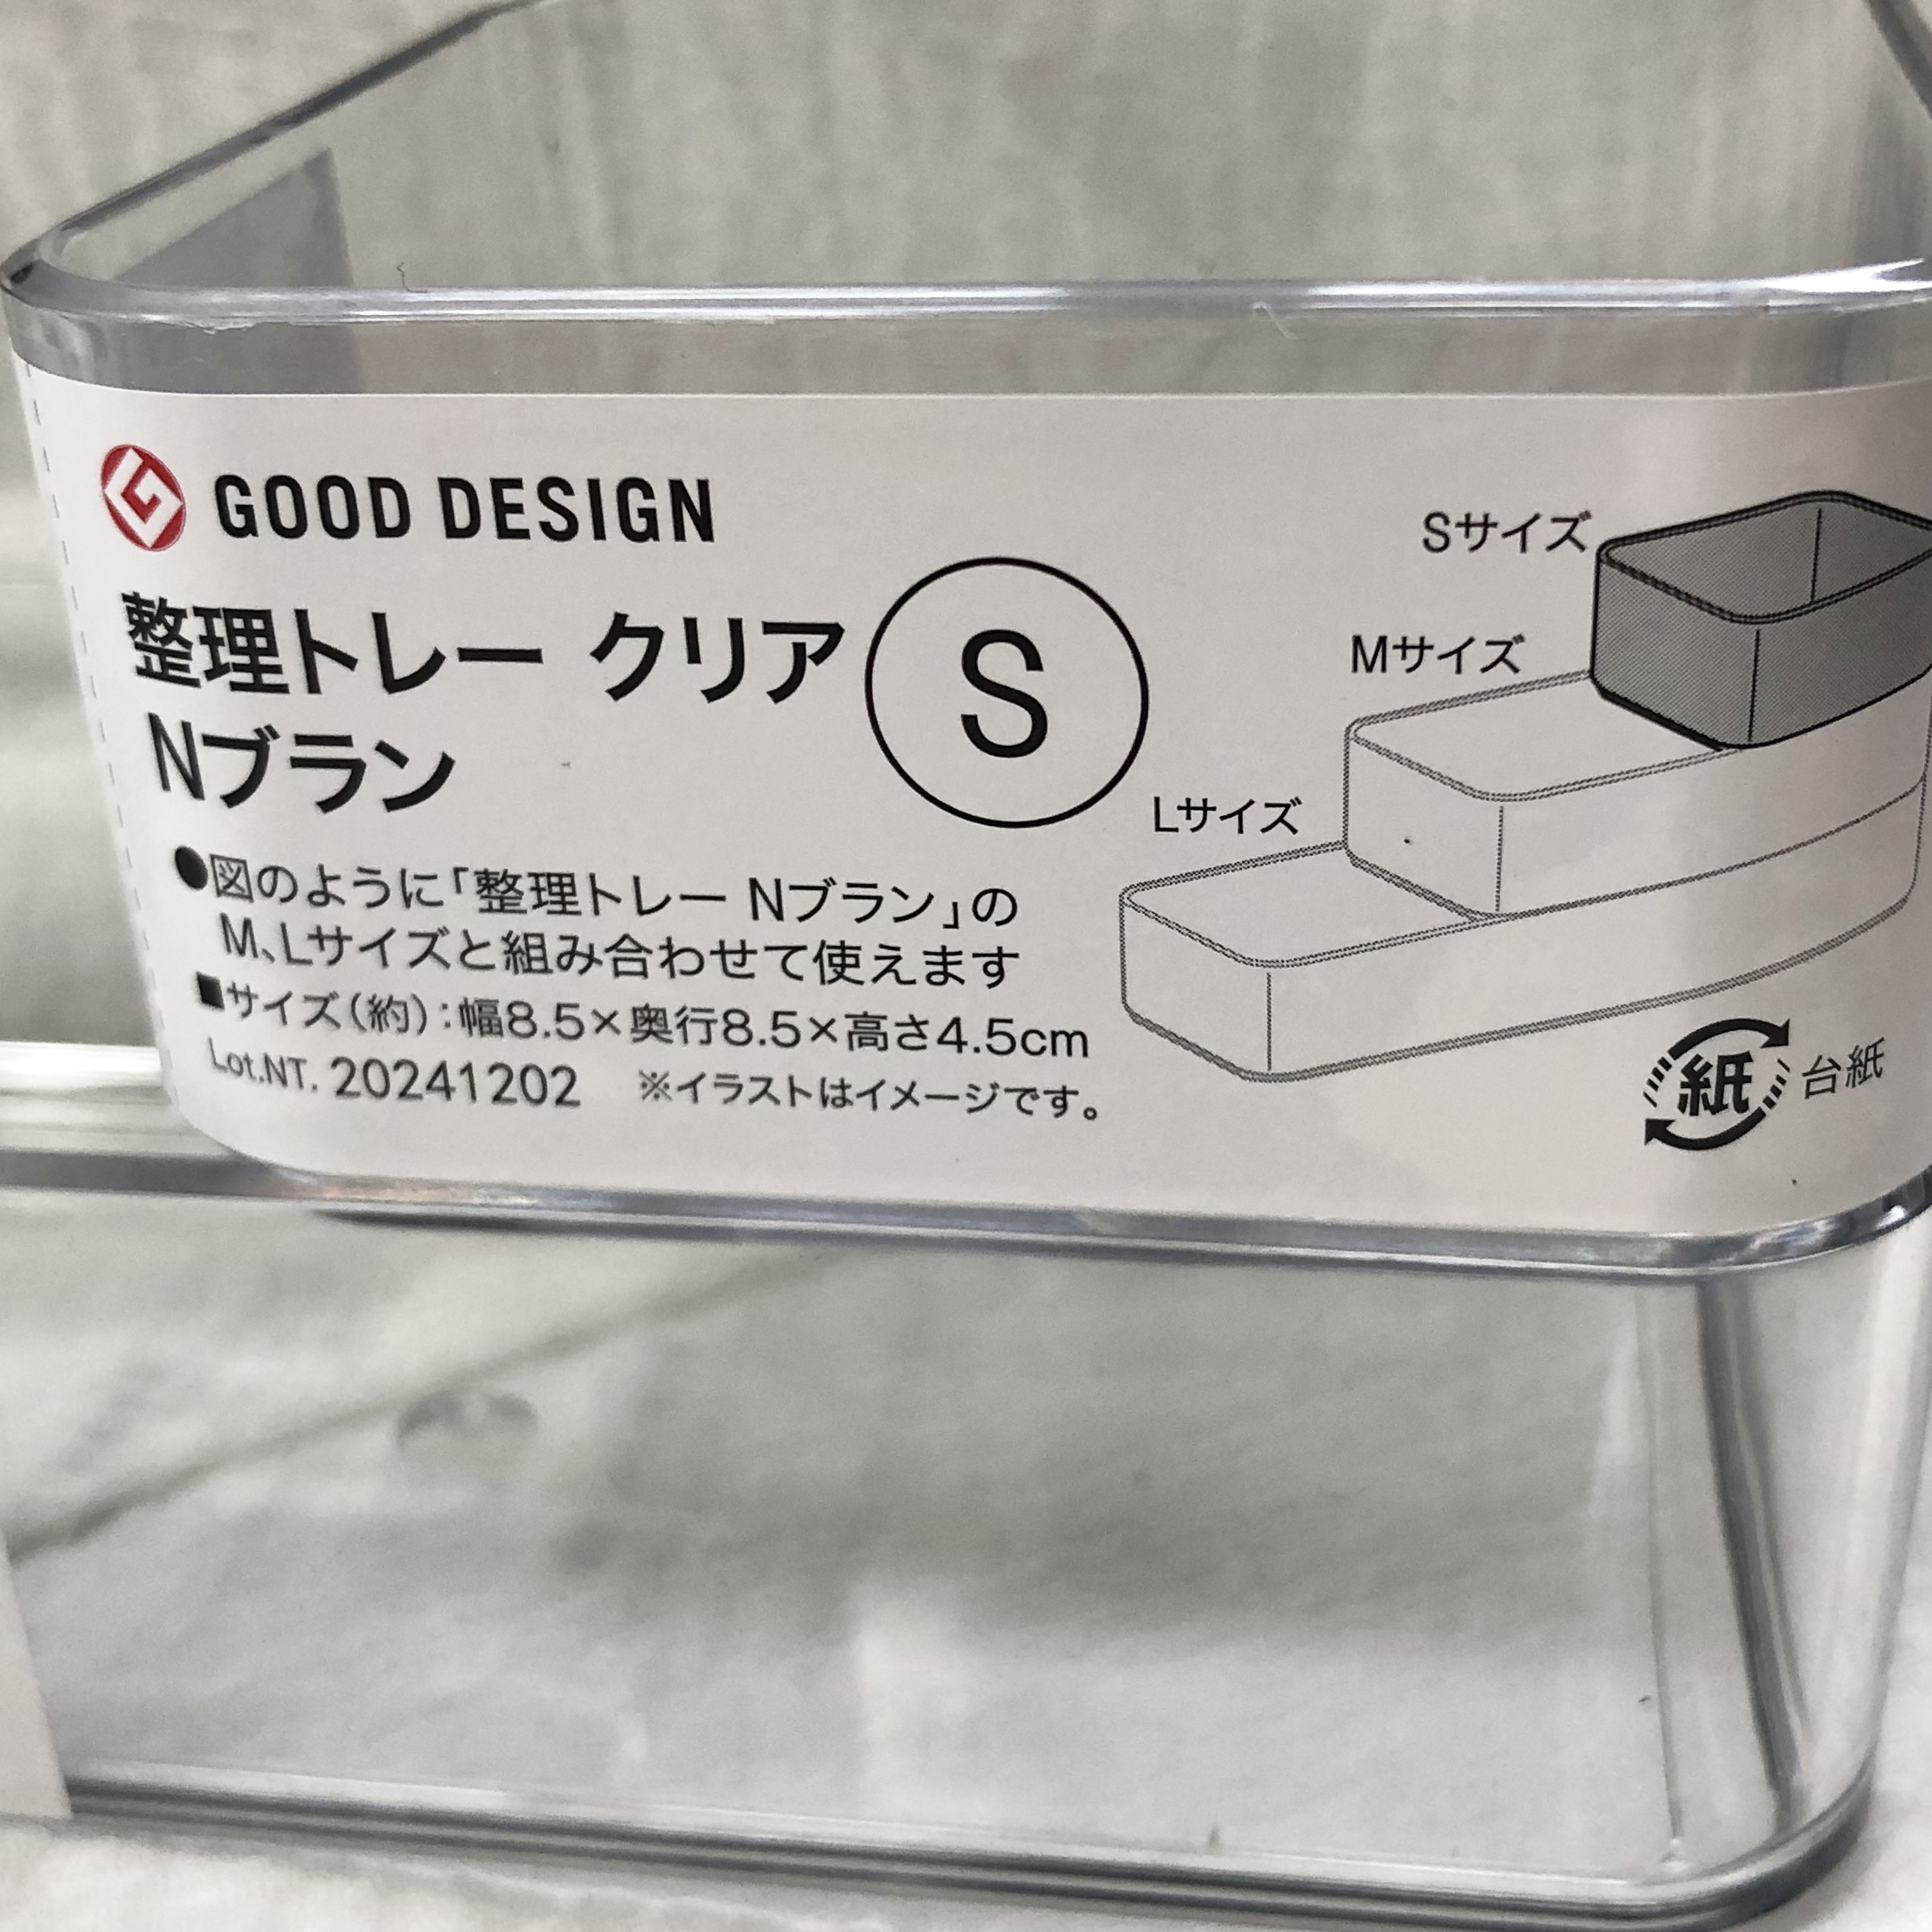 GOOD DESIGN
整理トレー クリア
Nブラン
S
●図のように「整理トレー Nブラン」の
M、Lサイズと組み合わせて使えます
■サイズ(約):幅8.5×奥行8.5×高さ4.5cm
Lot.NT. 20241202 ※イラストはイメージです。
Sサイズ
Mサイズ
Lサイズ
紙 台紙